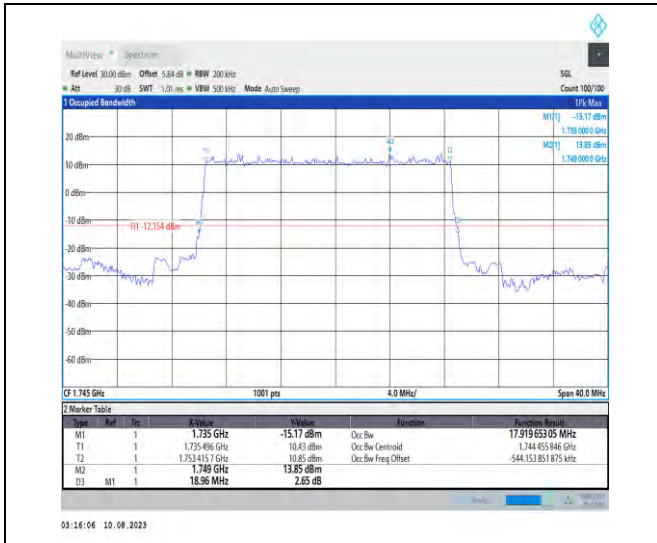 MultiView Spectrum
Ref Level 30.00 dBm Offset 5.84 dB RBW 200 kHz SGL
Att 30 dB SWT 1.01 ms VBW 500 kHz Mode Auto Sweep Count 100/100
1 Occupied Bandwidth 1Pk Max
M1[1] -15.17 dBm
1.735 000 0 GHz
M2[1] 13.85 dBm
1.749 000 0 GHz
20 dBm
M2
T1 T2
10 dBm
0 dBm
-10 dBm
H1 -12.154 dBm M1 D3
-20 dBm
-30 dBm
-40 dBm
-50 dBm
-60 dBm
CF 1.745 GHz 1001 pts 4.0 MHz/ Span 40.0 MHz
2 Marker Table
Type Ref Trc X-Value Y-Value Function Function Result
M1 1 1.735 GHz -15.17 dBm Occ Bw 17.919 653 05 MHz
T1 1 1.735 496 GHz 10.43 dBm Occ Bw Centroid 1.744 455 846 GHz
T2 1 1.753 415 7 GHz 10.85 dBm Occ Bw Freq Offset -544.153 851 875 kHz
M2 1 1.749 GHz 13.85 dBm
D3 M1 1 18.96 MHz 2.65 dB
03:16:06 10.08.2023